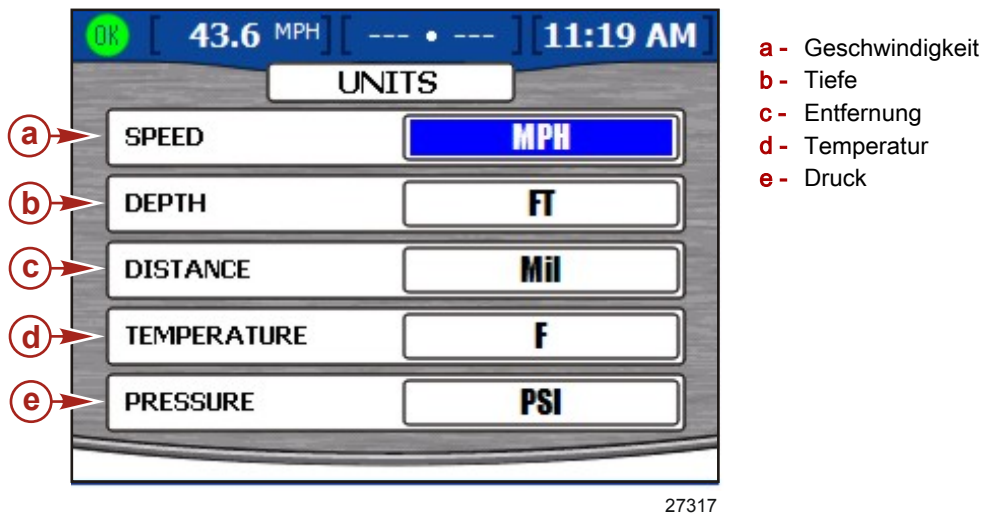 OK [ 43.6 MPH ] [ --- • --- ] [ 11:19 AM ]
UNITS
a SPEED MPH
b DEPTH FT
c DISTANCE Mil
d TEMPERATURE F
e PRESSURE PSI
27317
a - Geschwindigkeit
b - Tiefe
c - Entfernung
d - Temperatur
e - Druck